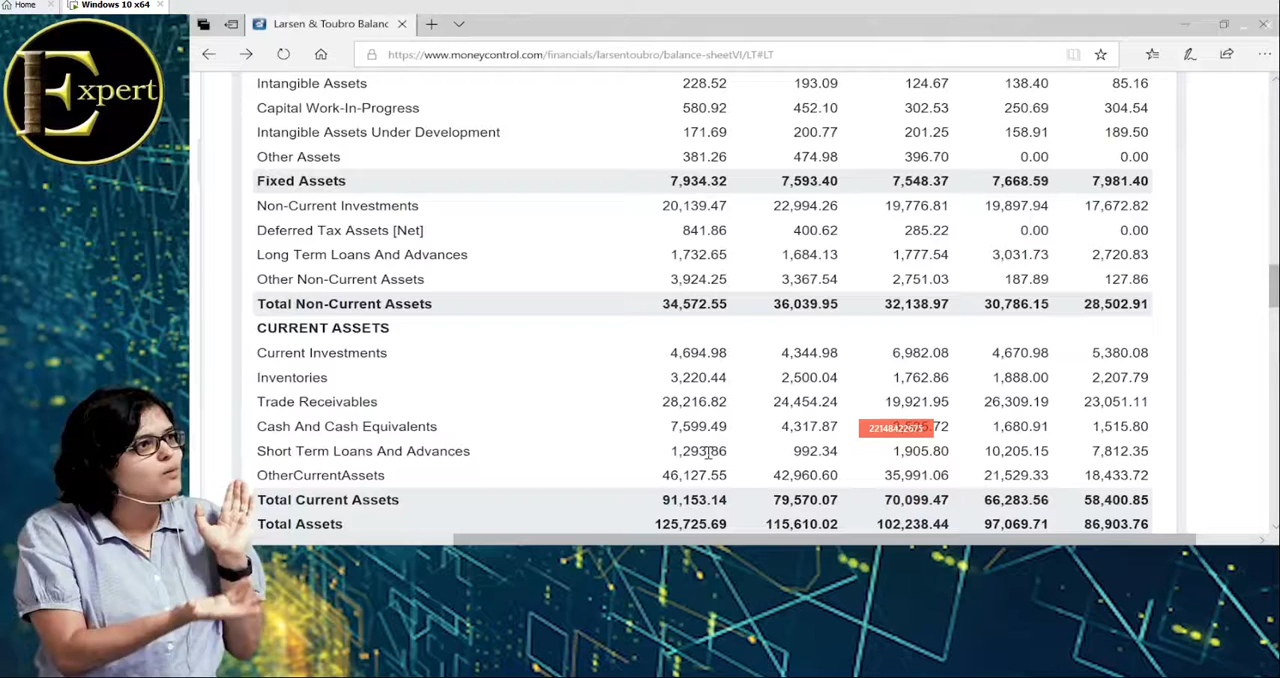 Home Windows 10 x64
Larsen & Toubro Balanc
https://www.moneycontrol.com/financials/larsentoubro/balance-sheetVI/LT#LT
Expert
Intangible Assets 228.52 193.09 124.67 138.40 85.16
Capital Work-In-Progress 580.92 452.10 302.53 250.69 304.54
Intangible Assets Under Development 171.69 200.77 201.25 158.91 189.50
Other Assets 381.26 474.98 396.70 0.00 0.00
Fixed Assets 7,934.32 7,593.40 7,548.37 7,668.59 7,981.40
Non-Current Investments 20,139.47 22,994.26 19,776.81 19,897.94 17,672.82
Deferred Tax Assets [Net] 841.86 400.62 285.22 0.00 0.00
Long Term Loans And Advances 1,732.65 1,684.13 1,777.54 3,031.73 2,720.83
Other Non-Current Assets 3,924.25 3,367.54 2,751.03 187.89 127.86
Total Non-Current Assets 34,572.55 36,039.95 32,138.97 30,786.15 28,502.91
CURRENT ASSETS
Current Investments 4,694.98 4,344.98 6,982.08 4,670.98 5,380.08
Inventories 3,220.44 2,500.04 1,762.86 1,888.00 2,207.79
Trade Receivables 28,216.82 24,454.24 19,921.95 26,309.19 23,051.11
Cash And Cash Equivalents 7,599.49 4,317.87 22148422675 1,680.91 1,515.80
Short Term Loans And Advances 1,293.86 992.34 1,905.80 10,205.15 7,812.35
OtherCurrentAssets 46,127.55 42,960.60 35,991.06 21,529.33 18,433.72
Total Current Assets 91,153.14 79,570.07 70,099.47 66,283.56 58,400.85
Total Assets 125,725.69 115,610.02 102,238.44 97,069.71 86,903.76